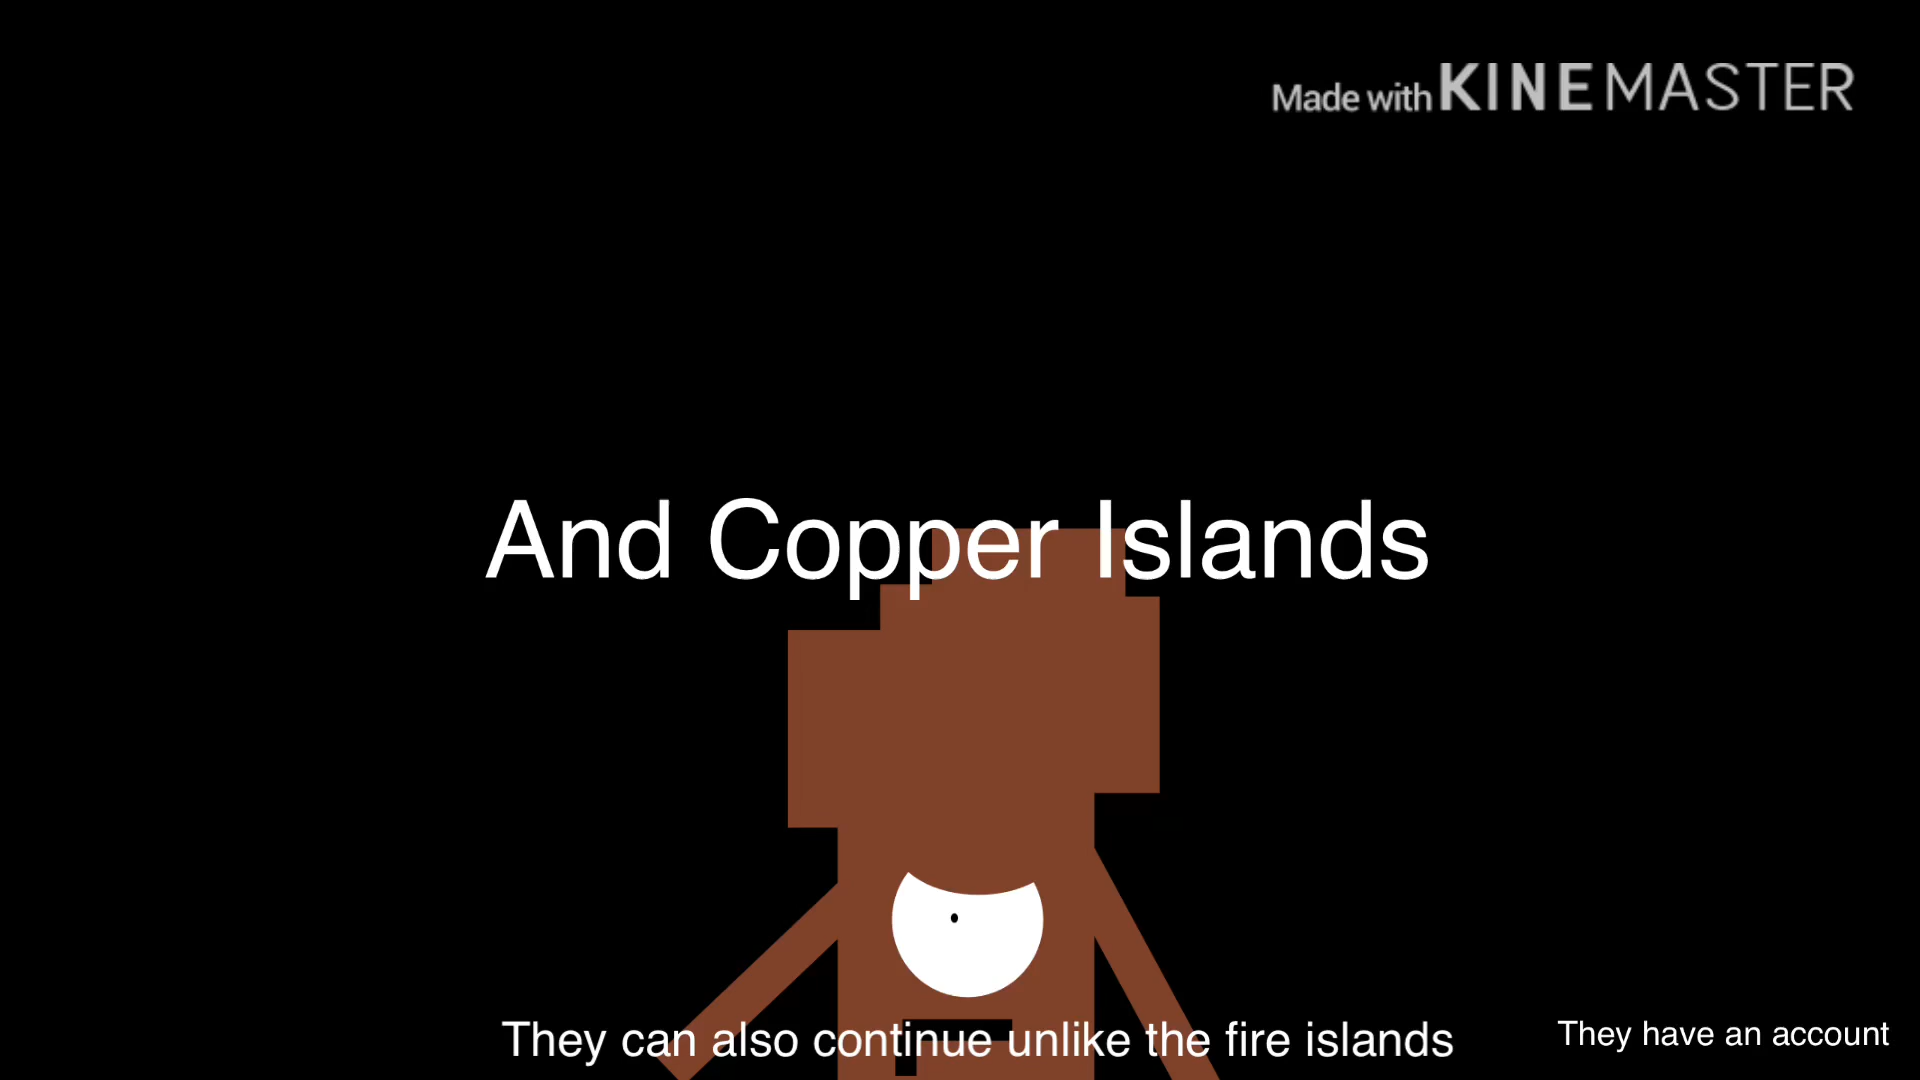 Made with KINEMASTER
And Copper Islands
They can also continue unlike the fire islands
They have an account